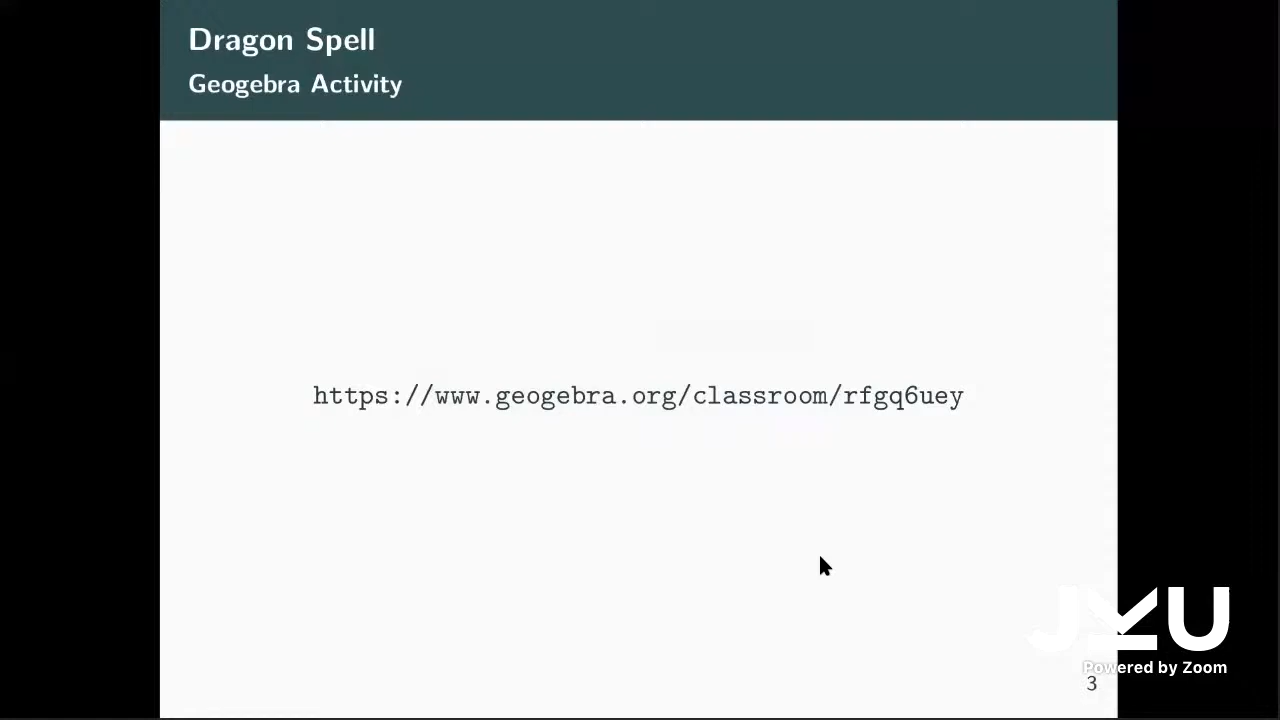 Dragon Spell
Geogebra Activity
https://www.geogebra.org/classroom/rfgq6uey
JKU
Powered by Zoom
3